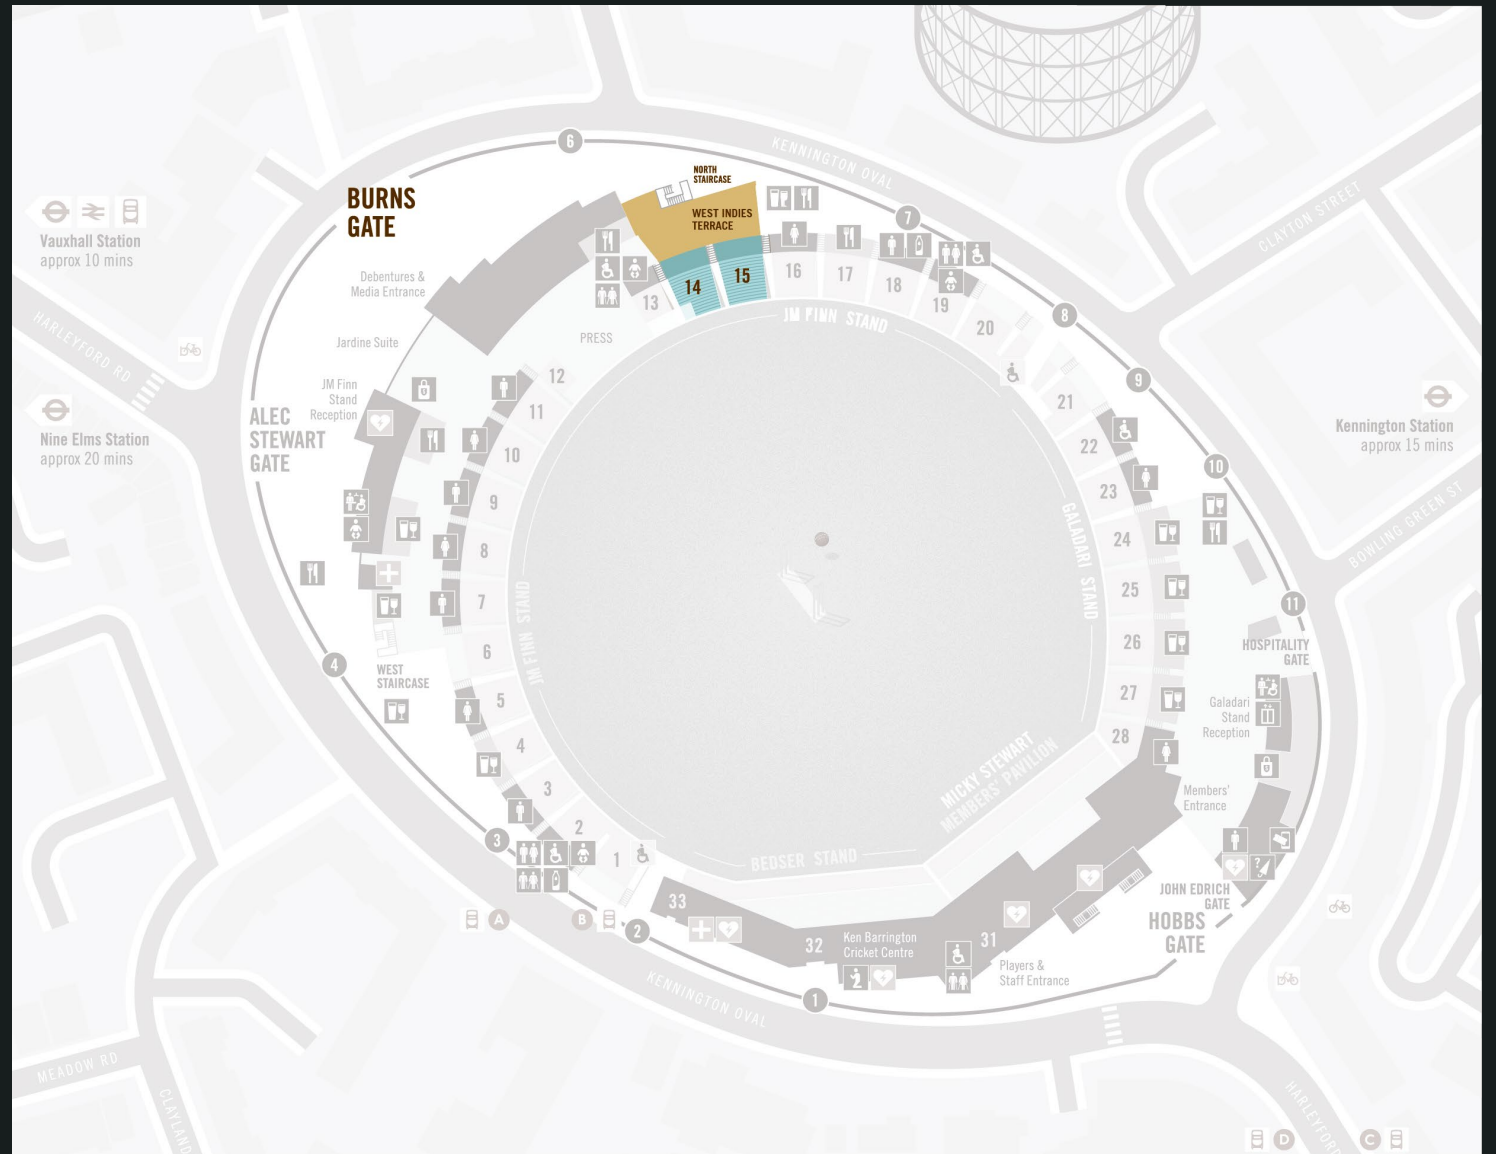 6
KENNINGTON OVAL
NORTH
STAIRCASE
BURNS
GATE
WEST INDIES
TERRACE
7
CLAYTON STREET
Vauxhall Station
approx 10 mins
Debentures &
Media Entrance
14
15
16
17
18
19
20
13
8
JM FINN STAND
HARLEYFORD RD
Jardine Suite
PRESS
12
11
10
9
8
7
6
5
4
3
2
1
9
21
22
23
24
25
26
27
28
JM Finn
Stand
Reception
ALEC
STEWART
GATE
Nine Elms Station
approx 20 mins
Kennington Station
approx 15 mins
10
BOWLING GREEN ST
GALADARI STAND
JM FINN STAND
11
HOSPITALITY
GATE
4
WEST
STAIRCASE
Galadari
Stand
Reception
MICKY STEWART
MEMBERS' PAVILION
Members'
Entrance
3
BEDSER STAND
JOHN EDRICH
GATE
HOBBS
GATE
33
A
B
2
32
Ken Barrington
Cricket Centre
31
Players &
Staff Entrance
1
KENNINGTON OVAL
MEADOW RD
CLAYLAND
HARLEYFORD
D
C
?